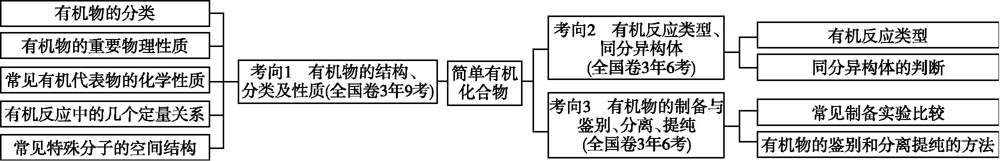 有机物的分类
有机物的重要物理性质
常见有机代表物的化学性质
有机反应中的几个定量关系
常见特殊分子的空间结构
考向1 有机物的结构、
分类及性质(全国卷3年9考)
简单有机
化合物
考向2 有机反应类型、
同分异构体
(全国卷3年6考)
有机反应类型
同分异构体的判断
考向3 有机物的制备与
鉴别、分离、提纯
(全国卷3年6考)
常见制备实验比较
有机物的鉴别和分离提纯的方法